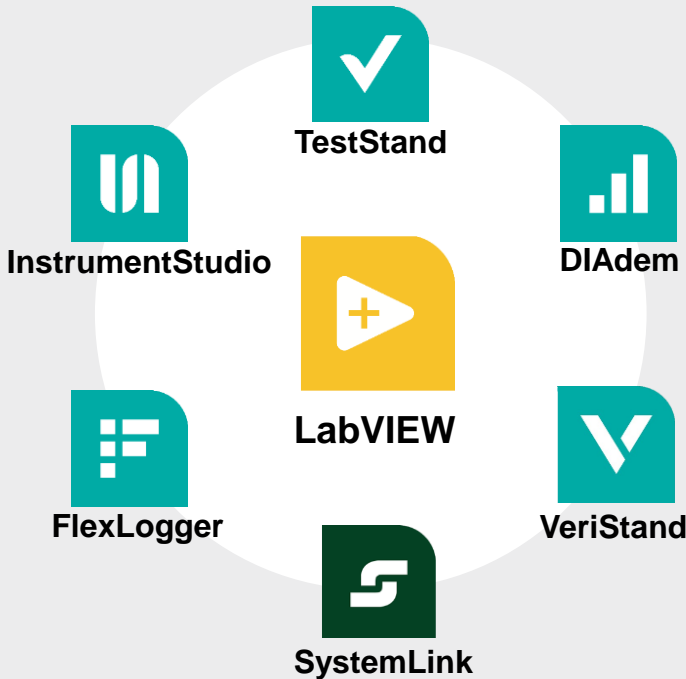 TestStand
InstrumentStudio
DIAdem
LabVIEW
FlexLogger
VeriStand
SystemLink